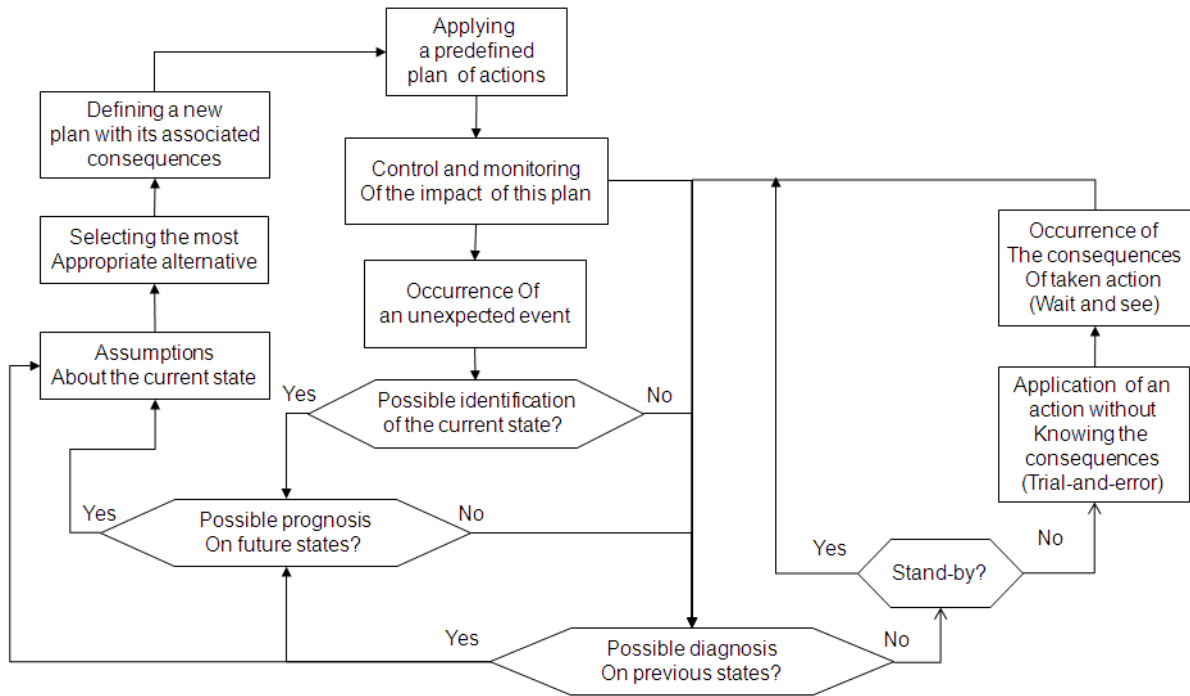 Applying
a predefined
plan of actions
Defining a new
plan with its associated
consequences
Control and monitoring
Of the impact of this plan
Selecting the most
Appropriate alternative
Occurrence of
The consequences
Of taken action
(Wait and see)
Occurrence Of
an unexpected event
Assumptions
About the current state
Yes
Possible identification
of the current state?
No
Application of an
action without
Knowing the
consequences
(Trial-and-error)
Yes
Possible prognosis
On future states?
No
Yes
Stand-by?
No
Yes
Possible diagnosis
On previous states?
No